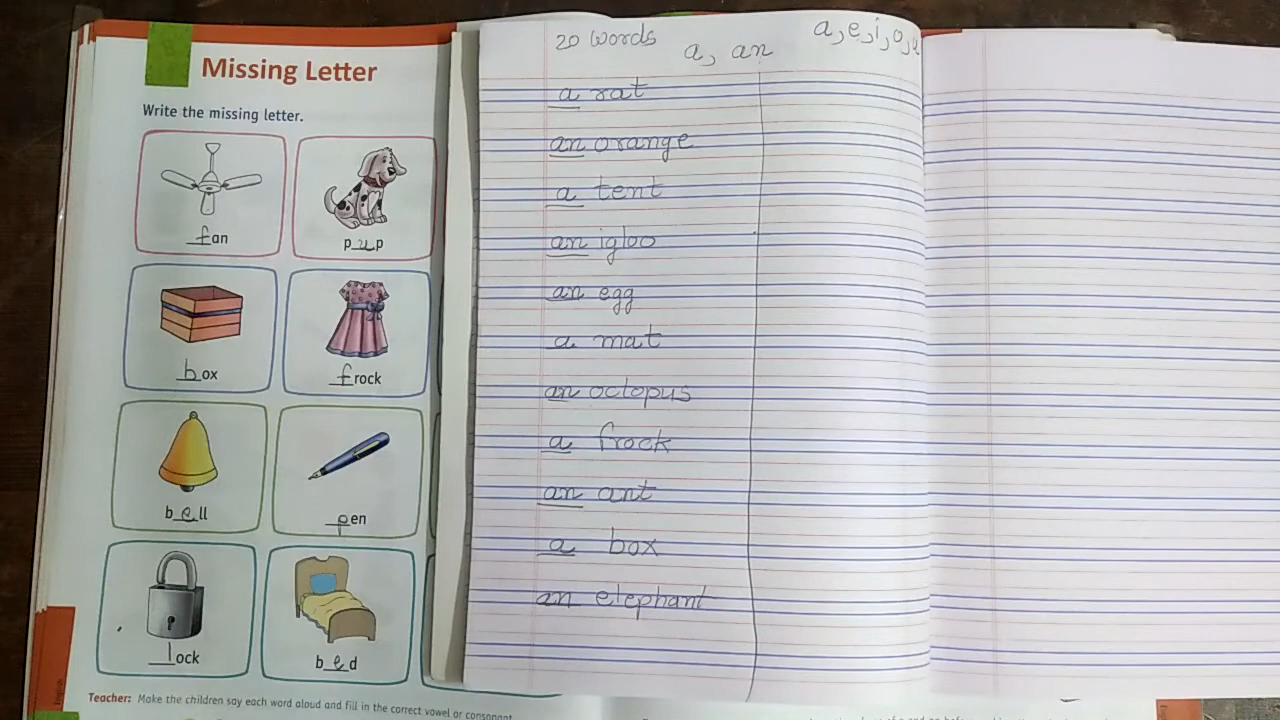 Missing Letter
Write the missing letter.
fan
pup
box
frock
bell
pen
lock
bed
Teacher: Make the children say each word aloud and fill in the correct vowel or consonant
20 words
a, an
a, e, i, o, u
a rat
an orange
a tent
an igloo
an egg
a mat
an octopus
a frock
an ant
a box
an elephant